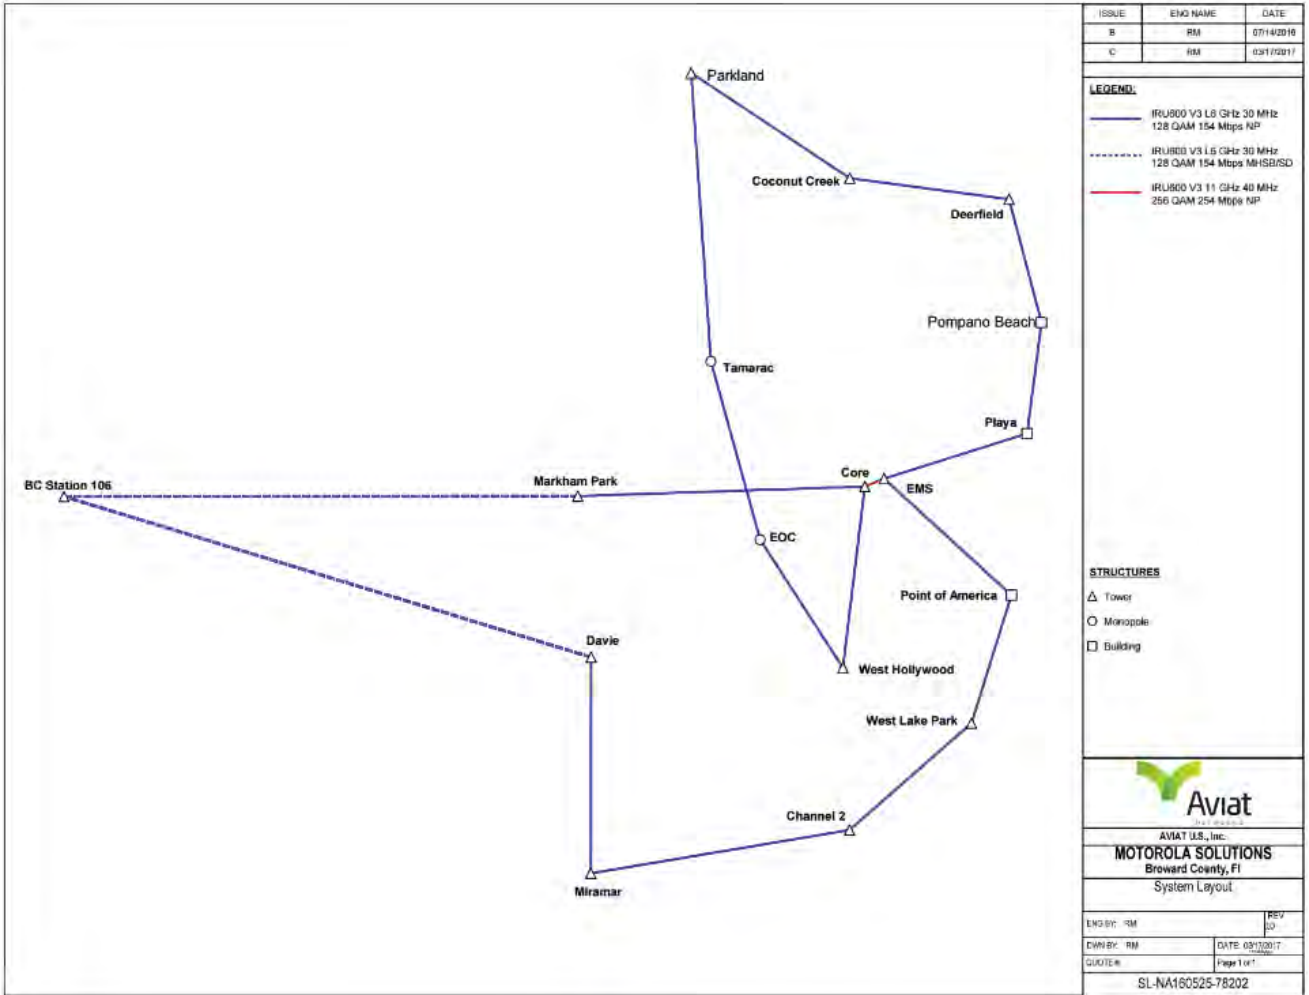 ISSUE ENG NAME DATE
B RM 07/14/2016
C RM 03/17/2017
LEGEND:
IRU600 V3 L6 GHz 30 MHz
128 QAM 154 Mbps NP
IRU600 V3 L6 GHz 30 MHz
128 QAM 154 Mbps MHSB/SD
IRU600 V3 11 GHz 40 MHz
256 QAM 254 Mbps NP
Parkland
Coconut Creek
Deerfield
Pompano Beach
Tamarac
Playa
Core
EMS
BC Station 106
Markham Park
EOC
Point of America
Davie
West Hollywood
West Lake Park
Channel 2
Miramar
STRUCTURES
Tower
Monopole
Building
Aviat
AVIAT U.S., Inc.
MOTOROLA SOLUTIONS
Broward County, Fl
System Layout
ENG BY: RM REV
DWN BY: RM DATE: 03/17/2017
QUOTE#: Page 1 of 1
SL-NA160525-78202